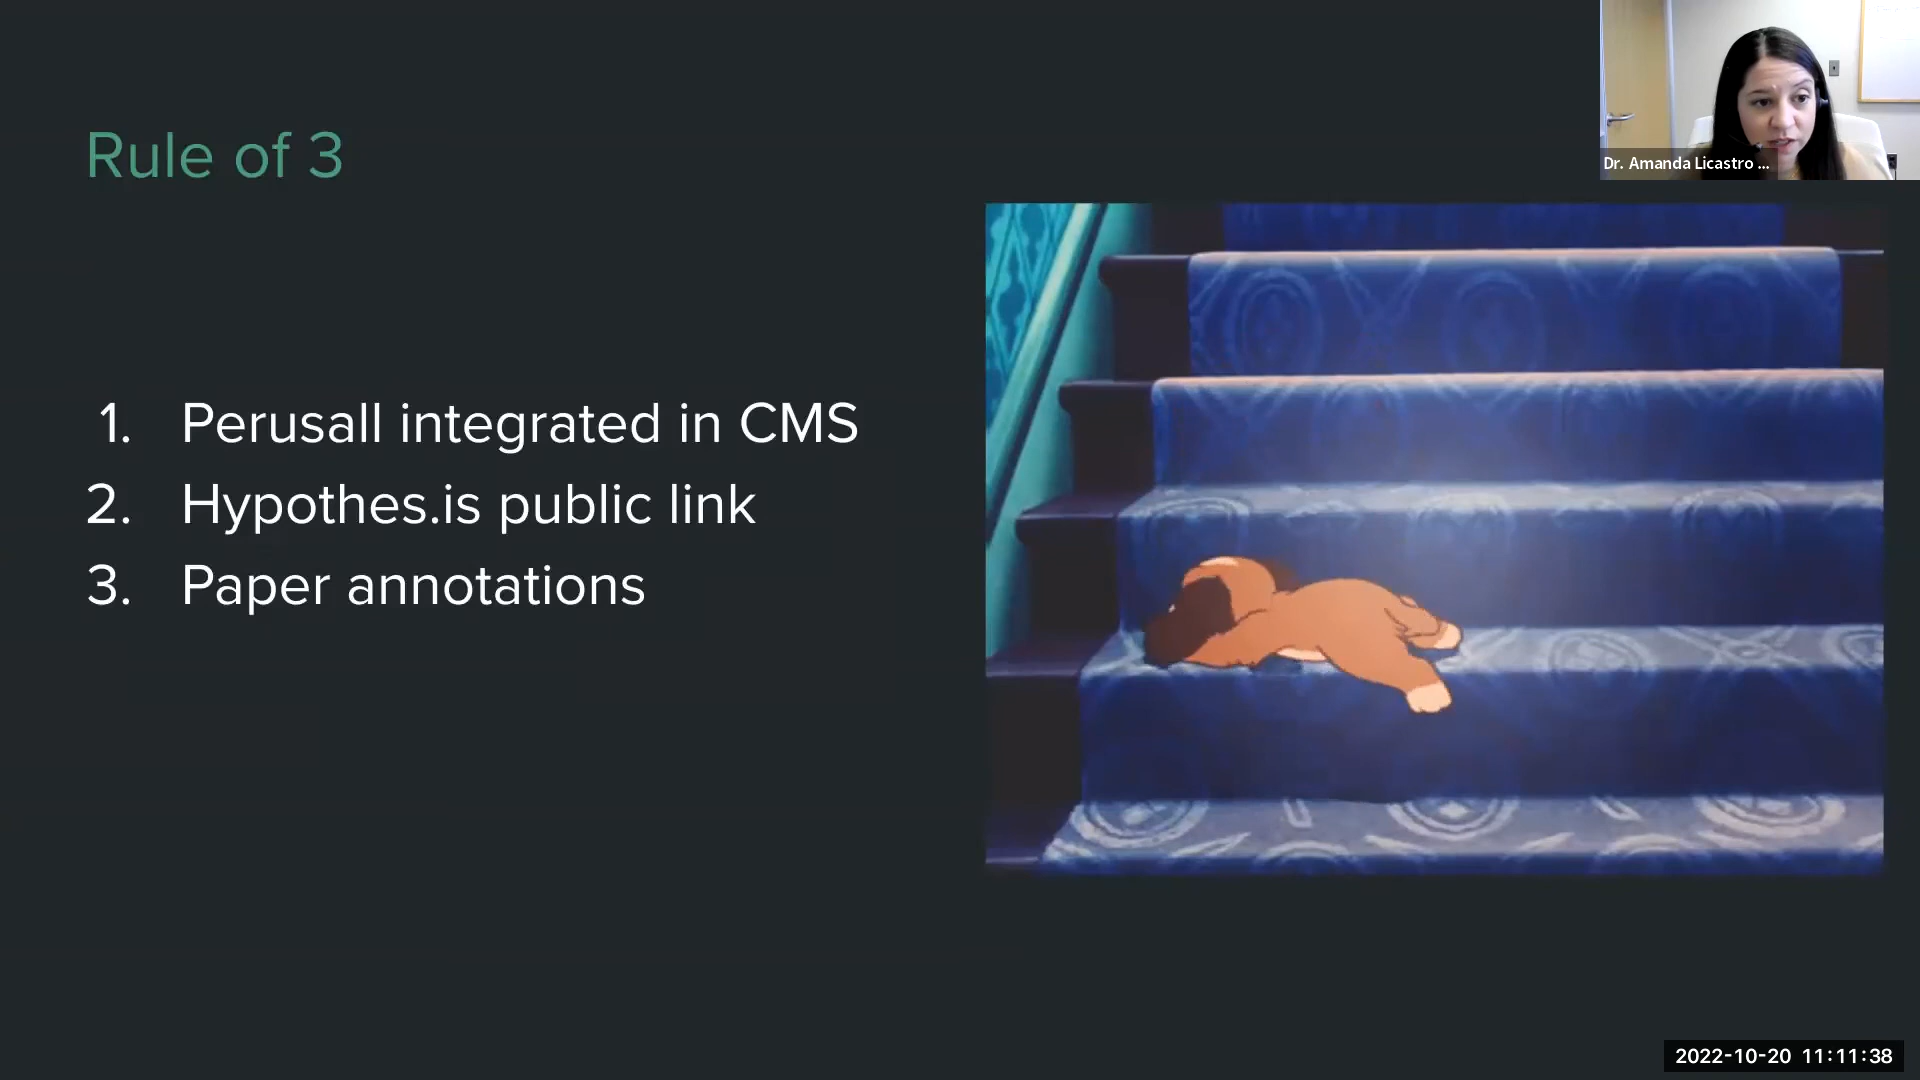 Rule of 3
1. Perusall integrated in CMS
2. Hypothes.is public link
3. Paper annotations
Dr. Amanda Licastro ...
2022-10-20 11:11:38